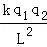 k q₁ q₂
L²